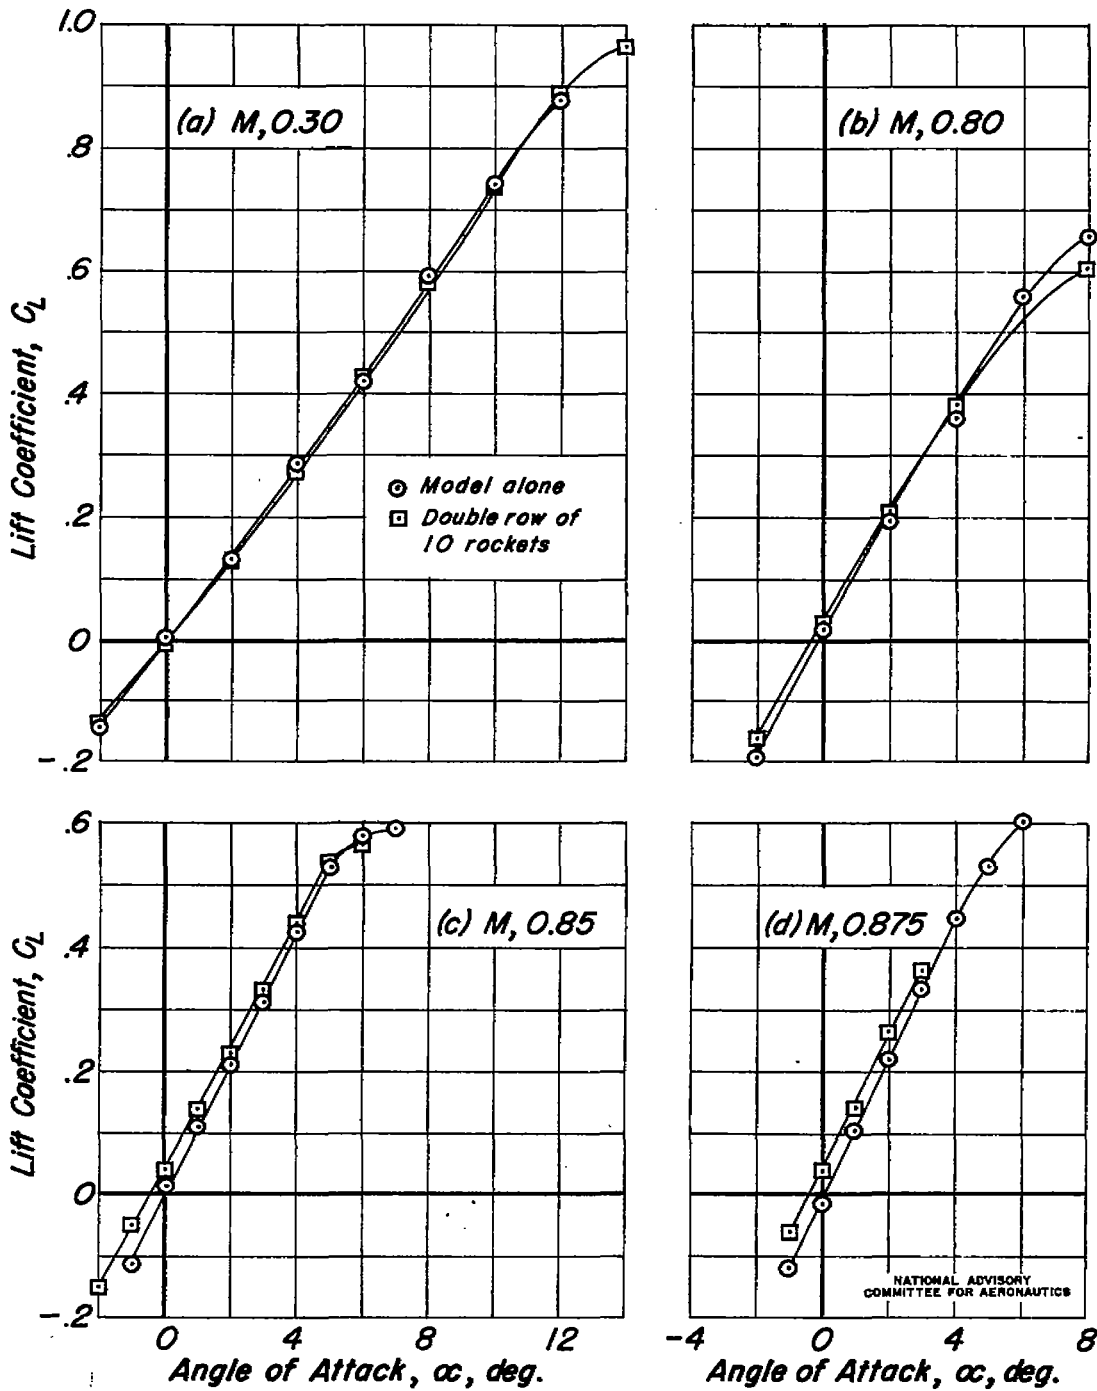 1.0
.8
.6
.4
.2
0
-.2
Lift Coefficient, CL
(a) M, 0.30
⊙ Model alone
⊡ Double row of
10 rockets
(b) M, 0.80
.6
.4
.2
0
-.2
Lift Coefficient, CL
(c) M, 0.85
0 4 8 12
Angle of Attack, α, deg.
(d) M, 0.875
NATIONAL ADVISORY
COMMITTEE FOR AERONAUTICS
-4 0 4 8
Angle of Attack, α, deg.